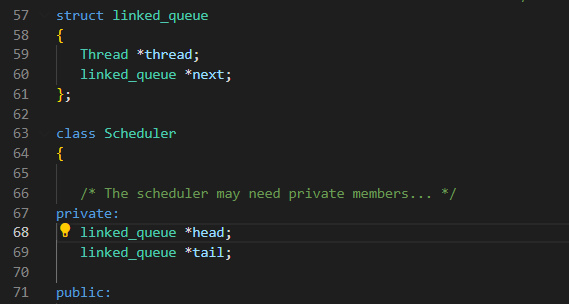 57 struct linked_queue
58 {
59 Thread *thread;
60 linked_queue *next;
61 };
62
63 class Scheduler
64 {
65
66 /* The scheduler may need private members... */
67 private:
68 linked_queue *head;
69 linked_queue *tail;
70
71 public: